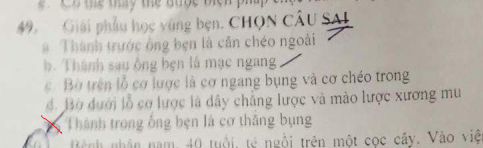 49. Giải phẫu học vùng bẹn. CHỌN CÂU SAI
a. Thành trước ống bẹn là cân chéo ngoài
b. Thành sau ống bẹn là mạc ngang
c. Bờ trên lỗ cơ lược là cơ ngang bụng và cơ chéo trong
d. Bờ dưới lỗ cơ lược là dây chằng lược và mào lược xương mu
Thành trong ống bẹn là cơ thẳng bụng
Bệnh nhân nam, 40 tuổi, té ngồi trên một cọc cây. Vào việ